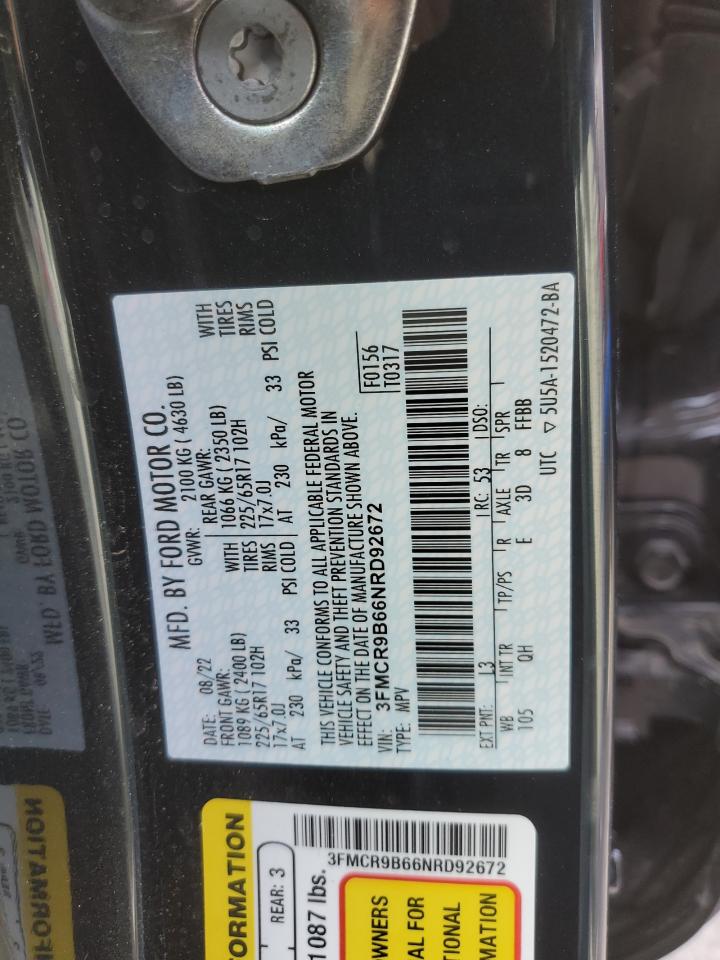 MFD. BY FORD MOTOR CO.
DATE: 08/22 GVWR: 2100 KG ( 4630 LB)
FRONT GAWR: REAR GAWR:
1089 KG ( 2400 LB) WITH 1066 KG ( 2350 LB) WITH
225/65R17 102H TIRES 225/65R17 102H TIRES
17x7.0J RIMS 17x7.0J RIMS
AT 230 kPa/ 33 PSI COLD AT 230 kPa/ 33 PSI COLD
THIS VEHICLE CONFORMS TO ALL APPLICABLE FEDERAL MOTOR
VEHICLE SAFETY AND THEFT PREVENTION STANDARDS IN
EFFECT ON THE DATE OF MANUFACTURE SHOWN ABOVE.
F0156
T0317
VIN: 3FMCR9B66NRD92672
TYPE: MPV
EXT PNT: L3 RC: 53 DSO:
WB INT TR TP/PS R AXLE TR SPR
105 QH E 3D 8 FFBB
UTC ▽ 5U5A-1520472-BA
ORMATION
REAR: 3
1087 lbs.
3FMCR9B66NRD92672
WNERS
AL FOR
TIONAL
MATION
FORD MOTOR CO